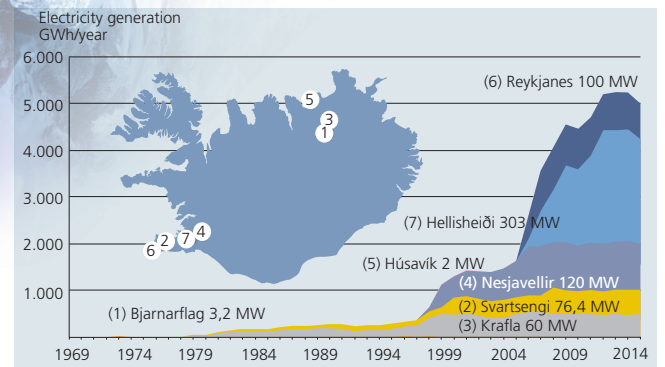 Electricity generation
GWh/year
6.000
5.000
4.000
3.000
2.000
1.000
5
3
1
6
2
7
4
(6) Reykjanes 100 MW
(7) Hellisheiði 303 MW
(5) Húsavík 2 MW
(4) Nesjavellir 120 MW
(2) Svartsengi 76,4 MW
(1) Bjarnarflag 3,2 MW
(3) Krafla 60 MW
1969 1974 1979 1984 1989 1994 1999 2004 2009 2014